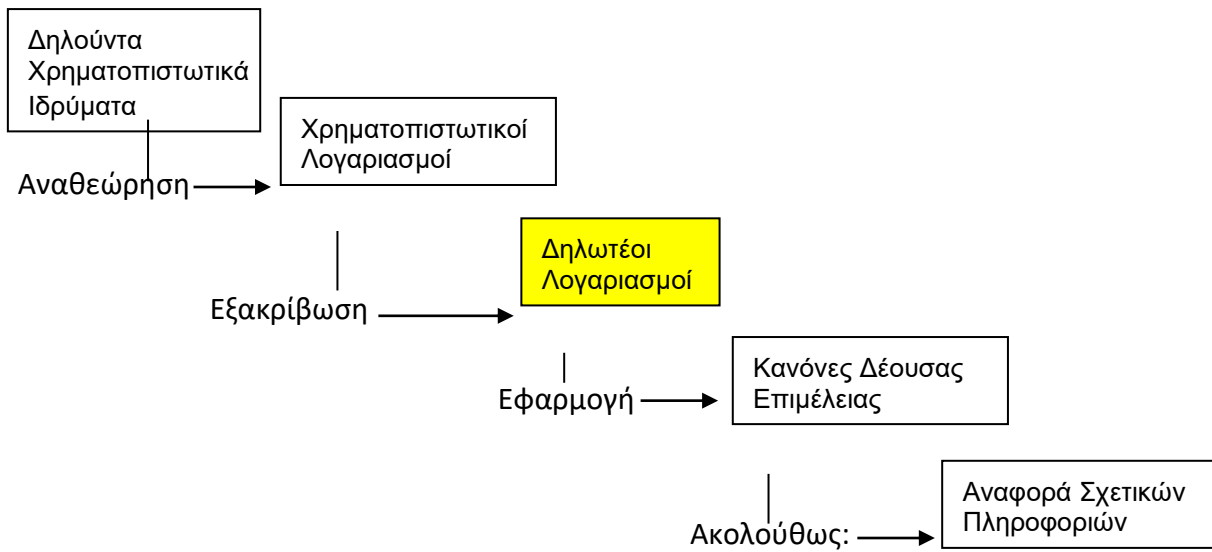 Δηλούντα
Χρηματοπιστωτικά
Ιδρύματα
Χρηματοπιστωτικοί
Λογαριασμοί
Αναθεώρηση
Δηλωτέοι
Λογαριασμοί
Εξακρίβωση
Κανόνες Δέουσας
Επιμέλειας
Εφαρμογή
Αναφορά Σχετικών
Πληροφοριών
Ακολούθως: